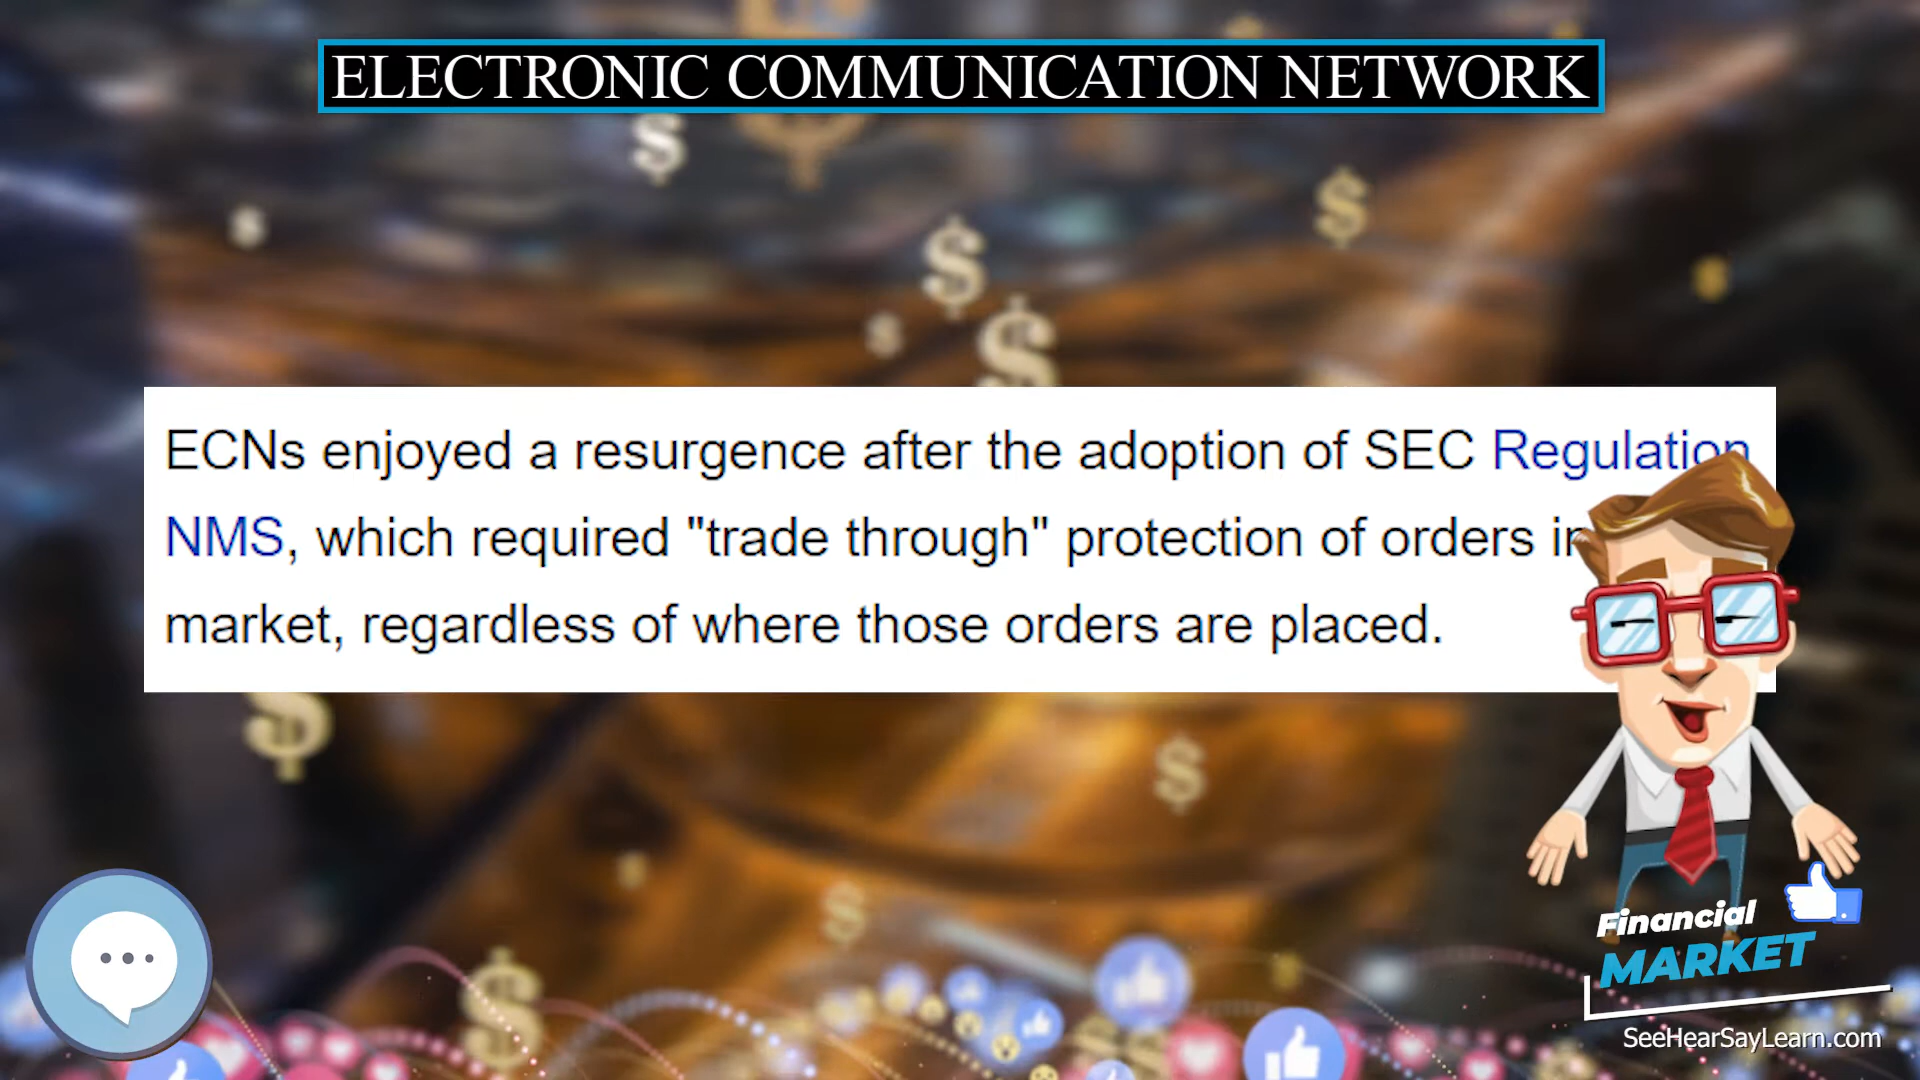 ELECTRONIC COMMUNICATION NETWORK
ECNs enjoyed a resurgence after the adoption of SEC Regulation
NMS, which required "trade through" protection of orders in
market, regardless of where those orders are placed.
Financial
MARKET
SeeHearSayLearn.com